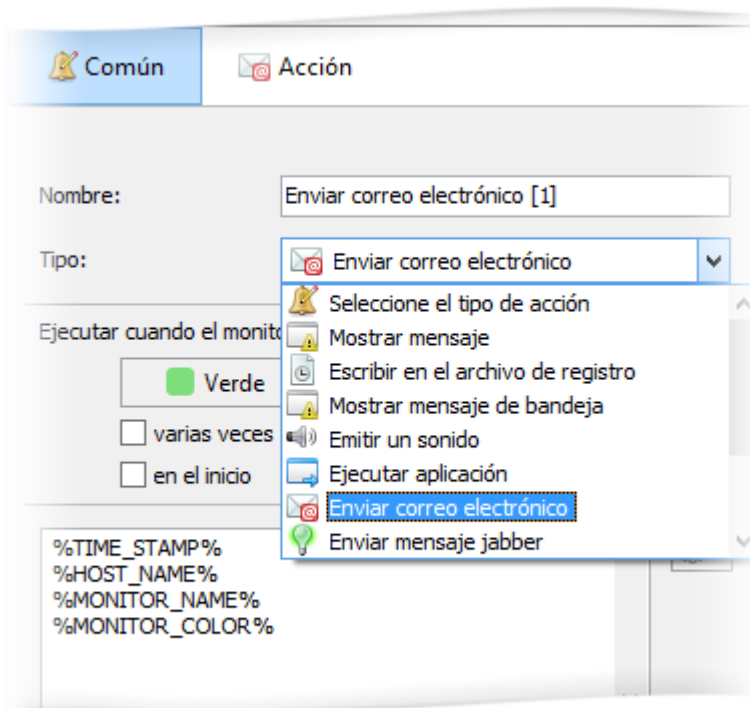 Común
Acción
Nombre:
Enviar correo electrónico [1]
Tipo:
Enviar correo electrónico
Seleccione el tipo de acción
Mostrar mensaje
Escribir en el archivo de registro
Mostrar mensaje de bandeja
Emitir un sonido
Ejecutar aplicación
Enviar correo electrónico
Enviar mensaje jabber
Ejecutar cuando el monito
Verde
varias veces
en el inicio
%TIME_STAMP%
%HOST_NAME%
%MONITOR_NAME%
%MONITOR_COLOR%